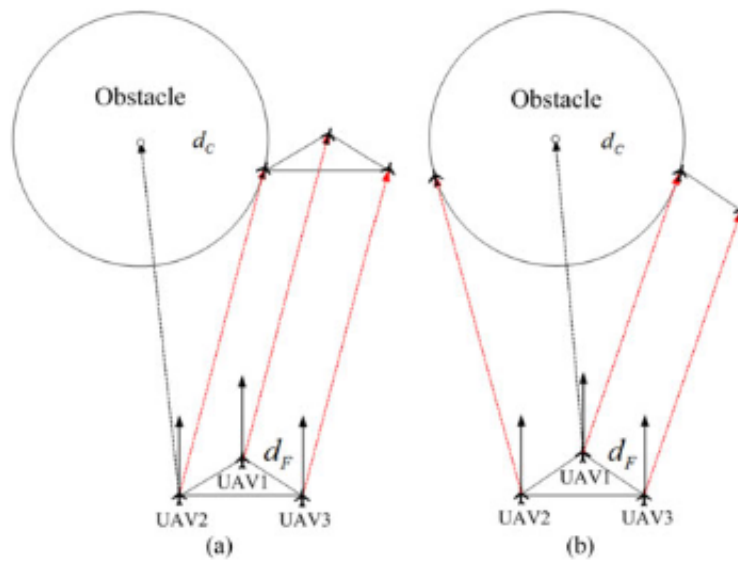 Obstacle
d_C
d_F
UAV1
UAV2
UAV3
(a)
Obstacle
d_C
d_F
UAV1
UAV2
UAV3
(b)